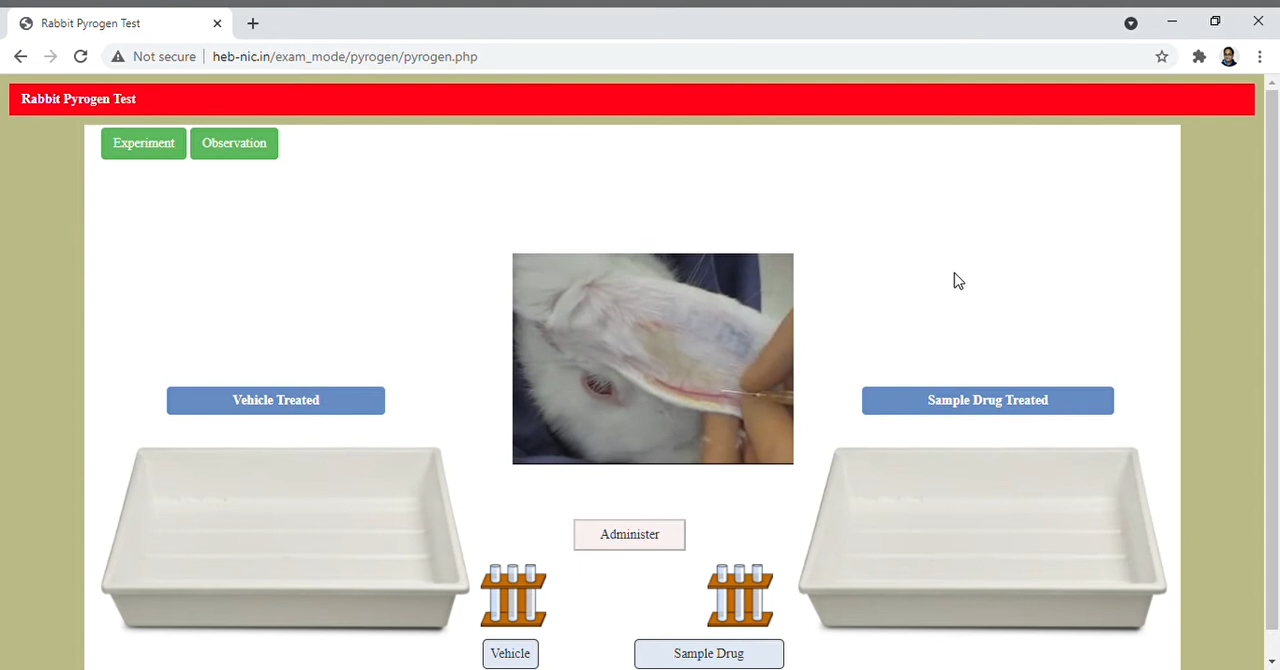 Rabbit Pyrogen Test
Not secure
heb-nic.in/exam_mode/pyrogen/pyrogen.php
Rabbit Pyrogen Test
Experiment
Observation
Vehicle Treated
Sample Drug Treated
Administer
Vehicle
Sample Drug